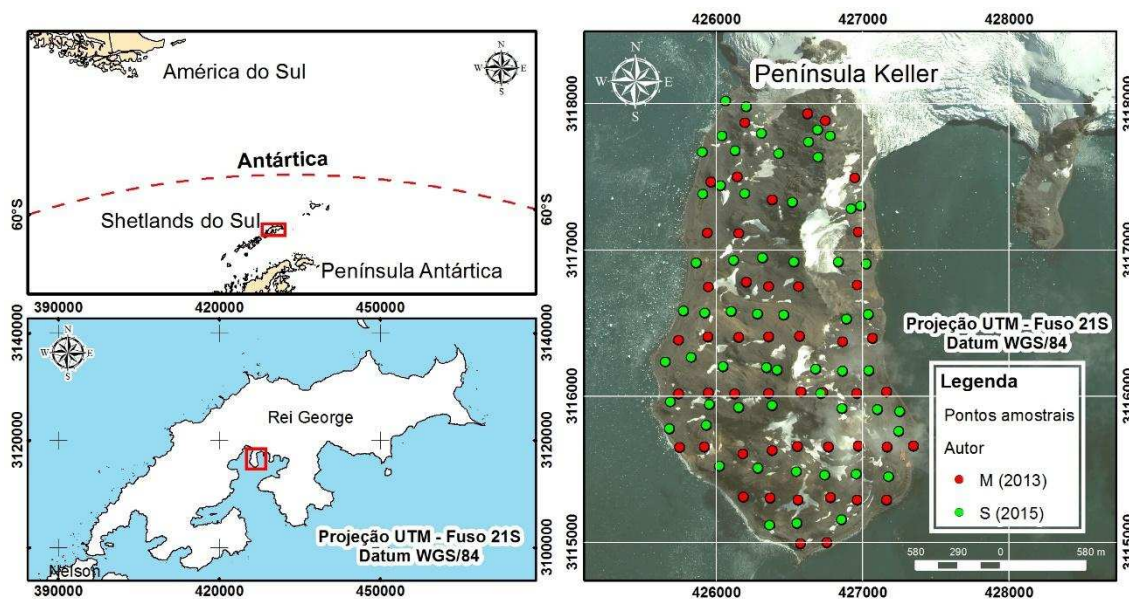 América do Sul
N
W E
S
Antártica
60°S
60°S
Shetlands do Sul
Península Antártica
390000 420000 450000
3140000
3140000
N
W E
S
Rei George
3120000
3120000
Projeção UTM - Fuso 21S
Datum WGS/84
3100000
3100000
Nelson
390000 420000 450000
426000 427000 428000
N
W E
S
Península Keller
3118000
3118000
3117000
3117000
Projeção UTM - Fuso 21S
Datum WGS/84
Legenda
Pontos amostrais
Autor
M (2013)
S (2015)
3116000
3116000
3115000
3115000
580 290 0 580 m
426000 427000 428000